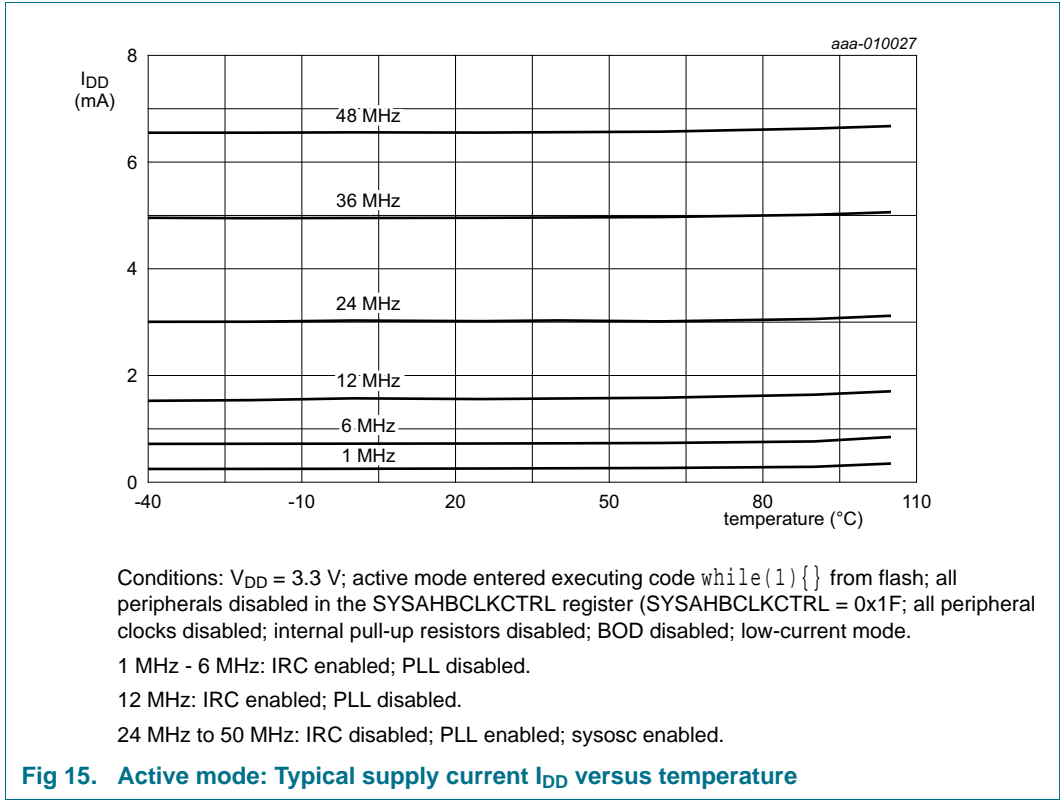 aaa-010027
8
I_DD
(mA)
48 MHz
6
36 MHz
4
24 MHz
2
12 MHz
6 MHz
1 MHz
0
-40 -10 20 50 80 110
temperature (°C)
Conditions: V_DD = 3.3 V; active mode entered executing code while(1){} from flash; all
peripherals disabled in the SYSAHBCLKCTRL register (SYSAHBCLKCTRL = 0x1F; all peripheral
clocks disabled; internal pull-up resistors disabled; BOD disabled; low-current mode.
1 MHz - 6 MHz: IRC enabled; PLL disabled.
12 MHz: IRC enabled; PLL disabled.
24 MHz to 50 MHz: IRC disabled; PLL enabled; sysosc enabled.
Fig 15. Active mode: Typical supply current I_DD versus temperature